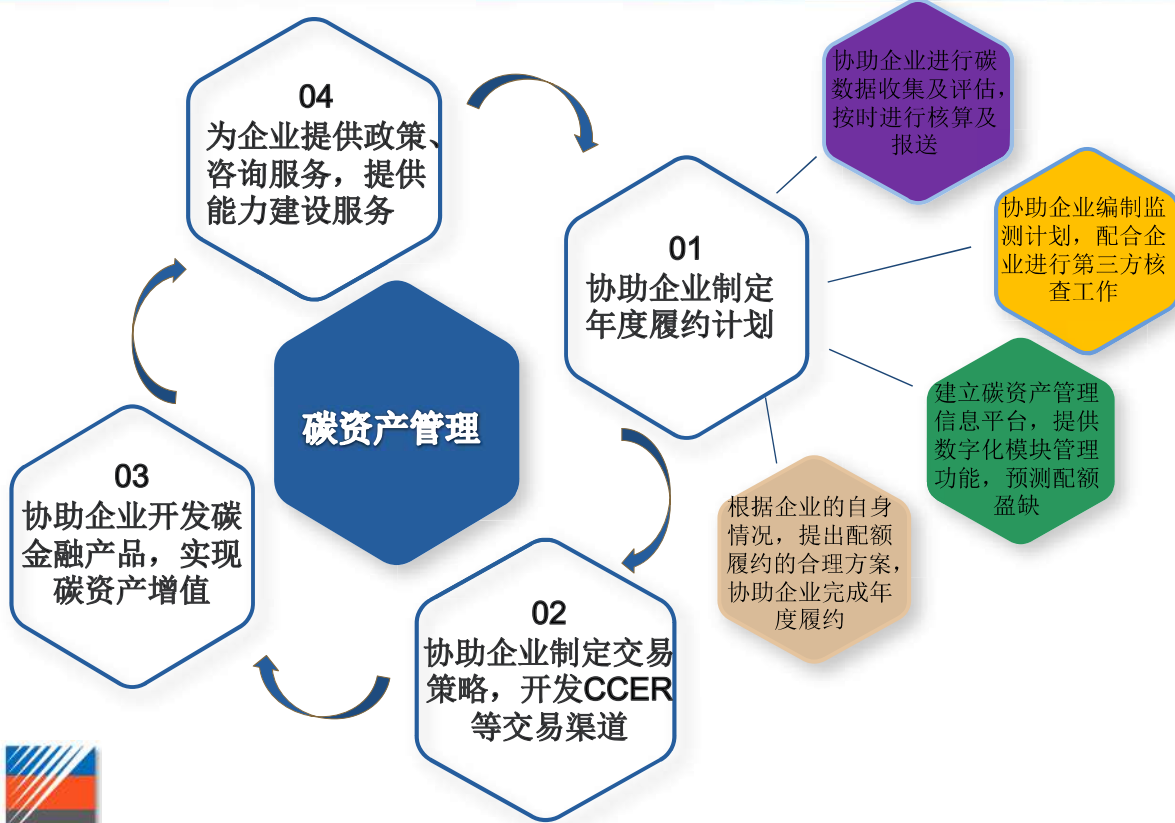 04
为企业提供政策、
咨询服务，提供
能力建设服务
01
协助企业制定
年度履约计划
协助企业进行碳
数据收集及评估，
按时进行核算及
报送
协助企业编制监
测计划，配合企
业进行第三方核
查工作
建立碳资产管理
信息平台，提供
数字化模块管理
功能，预测配额
盈缺
根据企业的自身
情况，提出配额
履约的合理方案，
协助企业完成年
度履约
碳资产管理
03
协助企业开发碳
金融产品，实现
碳资产增值
02
协助企业制定交易
策略，开发CCER
等交易渠道